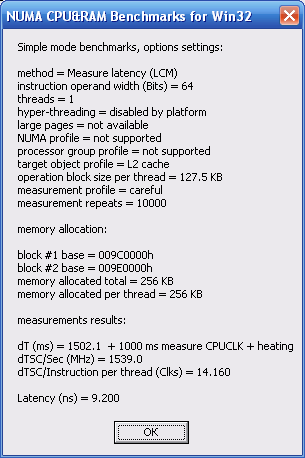 NUMA CPU&RAM Benchmarks for Win32
Simple mode benchmarks, options settings:
method = Measure latency (LCM)
instruction operand width (Bits) = 64
threads = 1
hyper-threading = disabled by platform
large pages = not available
NUMA profile = not supported
processor group profile = not supported
target object profile = L2 cache
operation block size per thread = 127.5 KB
measurement profile = careful
measurement repeats = 10000
memory allocation:
block #1 base = 009C0000h
block #2 base = 009E0000h
memory allocated total = 256 KB
memory allocated per thread = 256 KB
measurements results:
dT (ms) = 1502.1  + 1000 ms measure CPUCLK + heating
dTSC/Sec (MHz) = 1539.0
dTSC/Instruction per thread (Clks) = 14.160
Latency (ns) = 9.200
OK